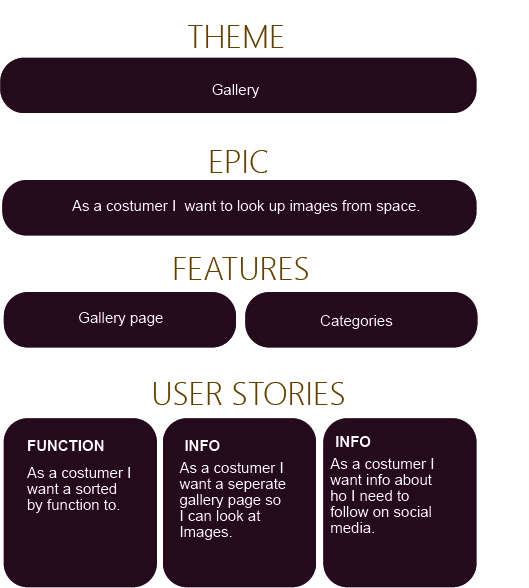 THEME
Gallery
EPIC
As a costumer I  want to look up images from space.
FEATURES
Gallery page
Categories
USER STORIES
FUNCTION
As a costumer I
want a sorted
by function to.
INFO
As a costumer I
want a seperate
gallery page so
I can look at
Images.
INFO
As a costumer I
want info about
ho I need to
follow on social
media.